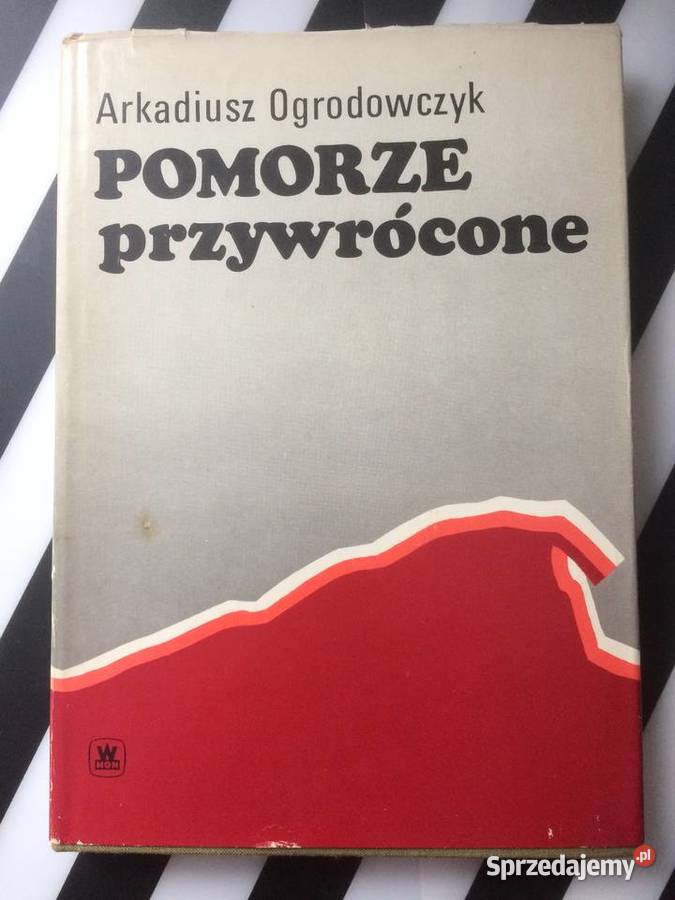 Arkadiusz Ogrodowczyk
POMORZE
przywrócone
W
MON
Sprzedajemy.pl